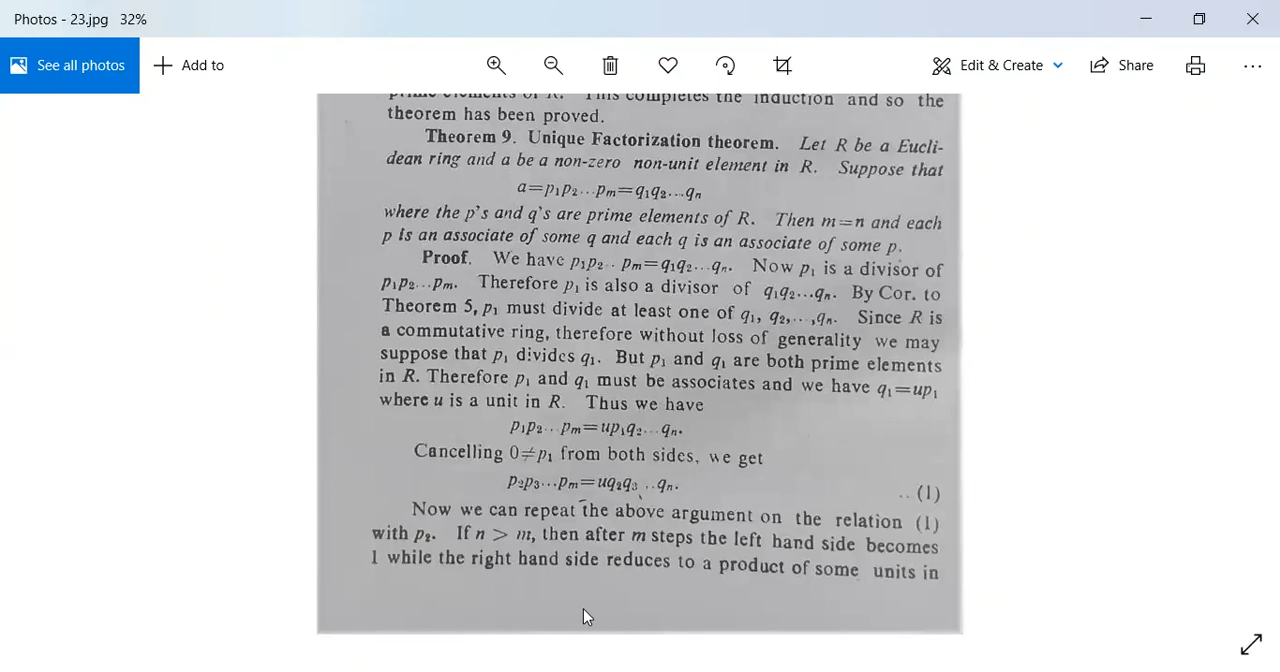 Photos - 23.jpg 32%
See all photos
Add to
Edit & Create
Share
prime elements of R. This completes the induction and so the
theorem has been proved.
Theorem 9. Unique Factorization theorem. Let R be a Eucli-
dean ring and a be a non-zero non-unit element in R. Suppose that
a=p₁p₂...pₘ=q₁q₂...qₙ
where the p's and q's are prime elements of R. Then m=n and each
p is an associate of some q and each q is an associate of some p.
Proof. We have p₁p₂..pₘ=q₁q₂...qₙ. Now p₁ is a divisor of
p₁p₂...pₘ. Therefore p₁ is also a divisor of q₁q₂...qₙ. By Cor. to
Theorem 5, p₁ must divide at least one of q₁, q₂,...,qₙ. Since R is
a commutative ring, therefore without loss of generality we may
suppose that p₁ divides q₁. But p₁ and q₁ are both prime elements
in R. Therefore p₁ and q₁ must be associates and we have q₁=up₁
where u is a unit in R. Thus we have
p₁p₂...pₘ=up₁q₂...qₙ.
Cancelling 0≠p₁ from both sides, we get
p₂p₃...pₘ=uq₂q₃...qₙ. ..(1)
Now we can repeat the above argument on the relation (1)
with p₂. If n > m, then after m steps the left hand side becomes
1 while the right hand side reduces to a product of some units in